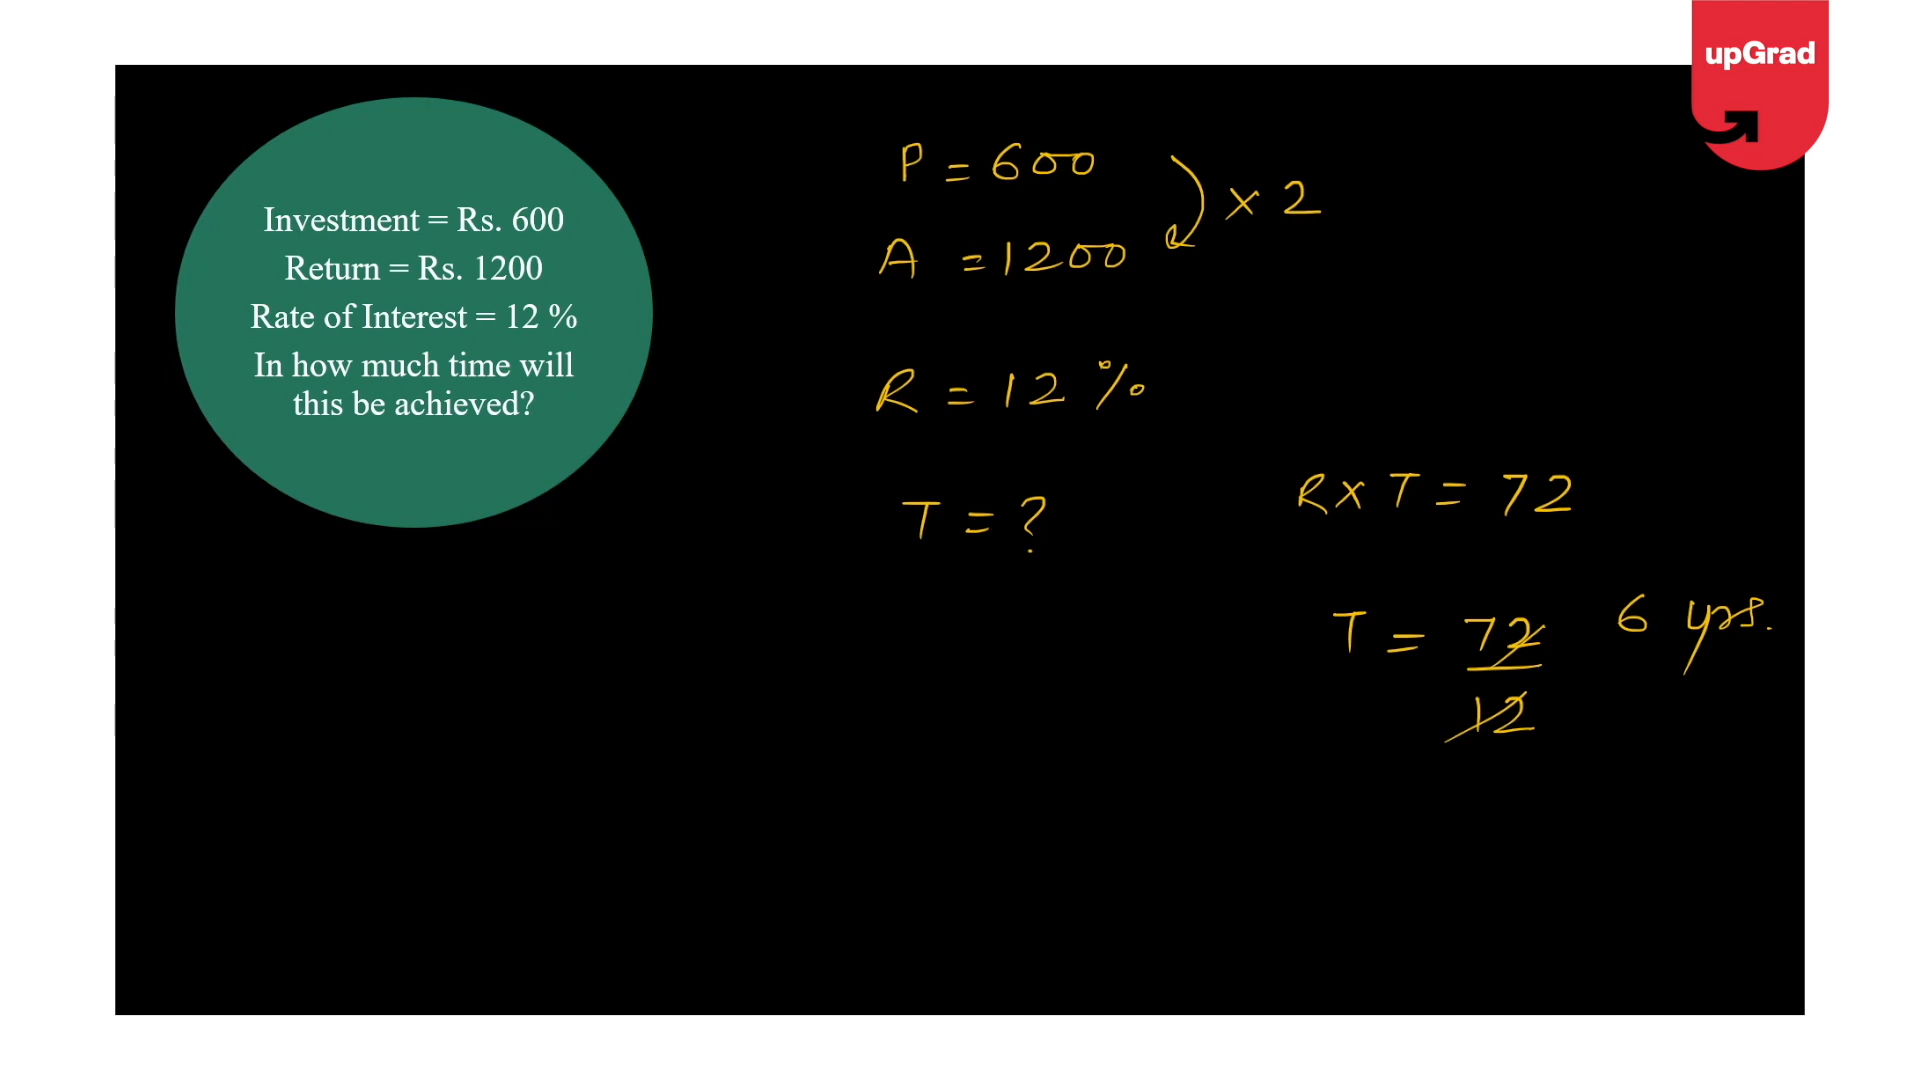 upGrad
Investment = Rs. 600
Return = Rs. 1200
Rate of Interest = 12 %
In how much time will
this be achieved?
P = 600
× 2
A = 1200
R = 12 %
T = ?
R × T = 72
T = 72
12
6 yrs.